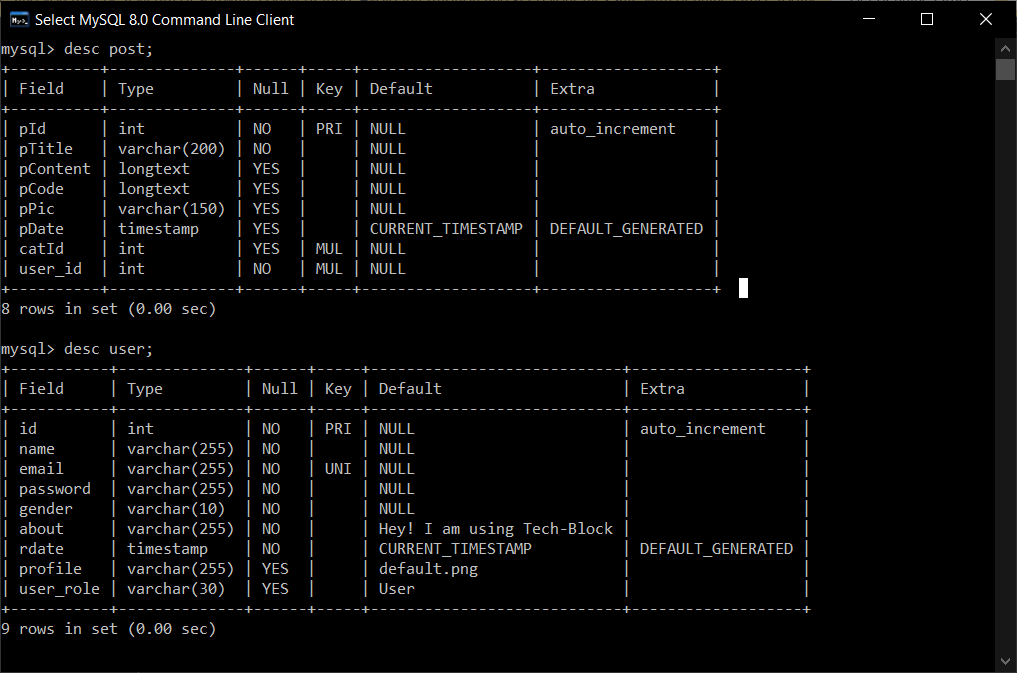 Select MySQL 8.0 Command Line Client
mysql> desc post;
+----------+--------------+------+-----+-------------------+-------------------+
| Field    | Type         | Null | Key | Default           | Extra             |
+----------+--------------+------+-----+-------------------+-------------------+
| pId      | int          | NO   | PRI | NULL              | auto_increment    |
| pTitle   | varchar(200) | NO   |     | NULL              |                   |
| pContent | longtext     | YES  |     | NULL              |                   |
| pCode    | longtext     | YES  |     | NULL              |                   |
| pPic     | varchar(150) | YES  |     | NULL              |                   |
| pDate    | timestamp    | YES  |     | CURRENT_TIMESTAMP | DEFAULT_GENERATED |
| catId    | int          | YES  | MUL | NULL              |                   |
| user_id  | int          | NO   | MUL | NULL              |                   |
+----------+--------------+------+-----+-------------------+-------------------+
8 rows in set (0.00 sec)

mysql> desc user;
+-----------+--------------+------+-----+----------------------------+-------------------+
| Field     | Type         | Null | Key | Default                    | Extra             |
+-----------+--------------+------+-----+----------------------------+-------------------+
| id        | int          | NO   | PRI | NULL                       | auto_increment    |
| name      | varchar(255) | NO   |     | NULL                       |                   |
| email     | varchar(255) | NO   | UNI | NULL                       |                   |
| password  | varchar(255) | NO   |     | NULL                       |                   |
| gender    | varchar(10)  | NO   |     | NULL                       |                   |
| about     | varchar(255) | NO   |     | Hey! I am using Tech-Block |                   |
| rdate     | timestamp    | NO   |     | CURRENT_TIMESTAMP          | DEFAULT_GENERATED |
| profile   | varchar(255) | YES  |     | default.png                |                   |
| user_role | varchar(30)  | YES  |     | User                       |                   |
+-----------+--------------+------+-----+----------------------------+-------------------+
9 rows in set (0.00 sec)